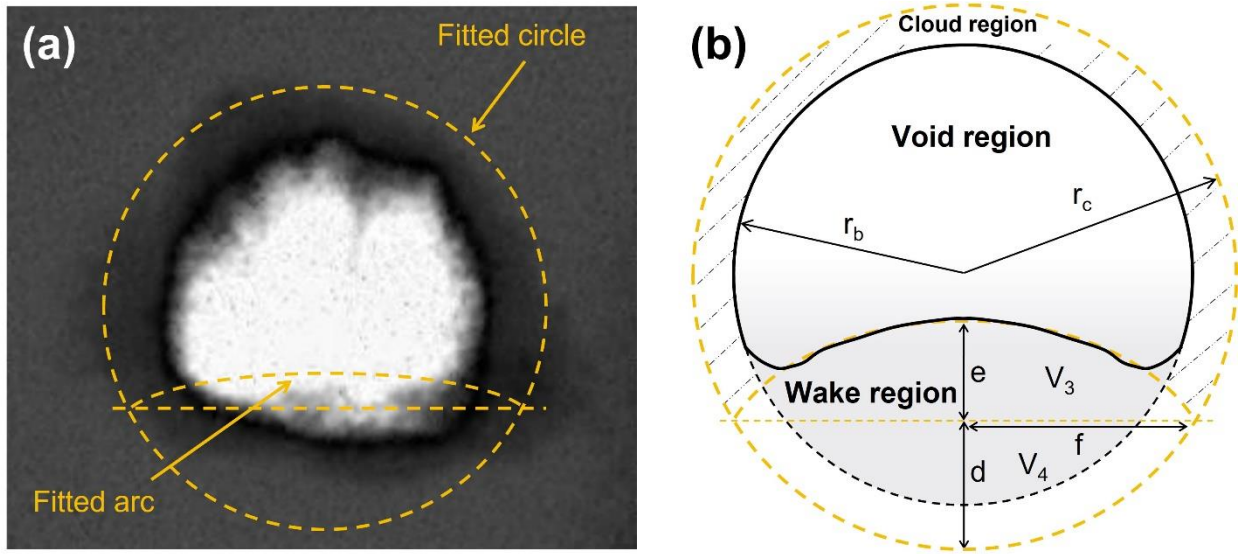 (a)
Fitted circle
Fitted arc
(b)
Cloud region
Void region
r_c
r_b
Wake region
e
V_3
f
d
V_4